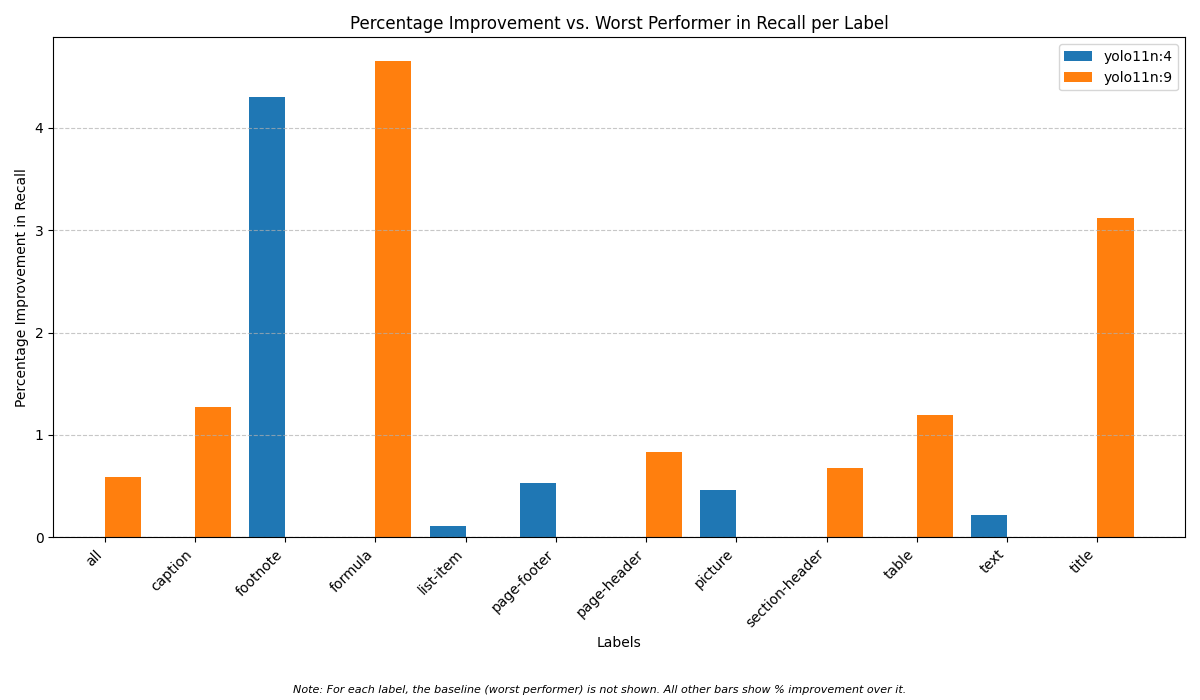 Percentage Improvement vs. Worst Performer in Recall per Label
yolo11n:4
yolo11n:9
Percentage Improvement in Recall
4
3
2
1
0
all
caption
footnote
formula
list-item
page-footer
page-header
picture
section-header
table
text
title
Labels
Note: For each label, the baseline (worst performer) is not shown. All other bars show % improvement over it.